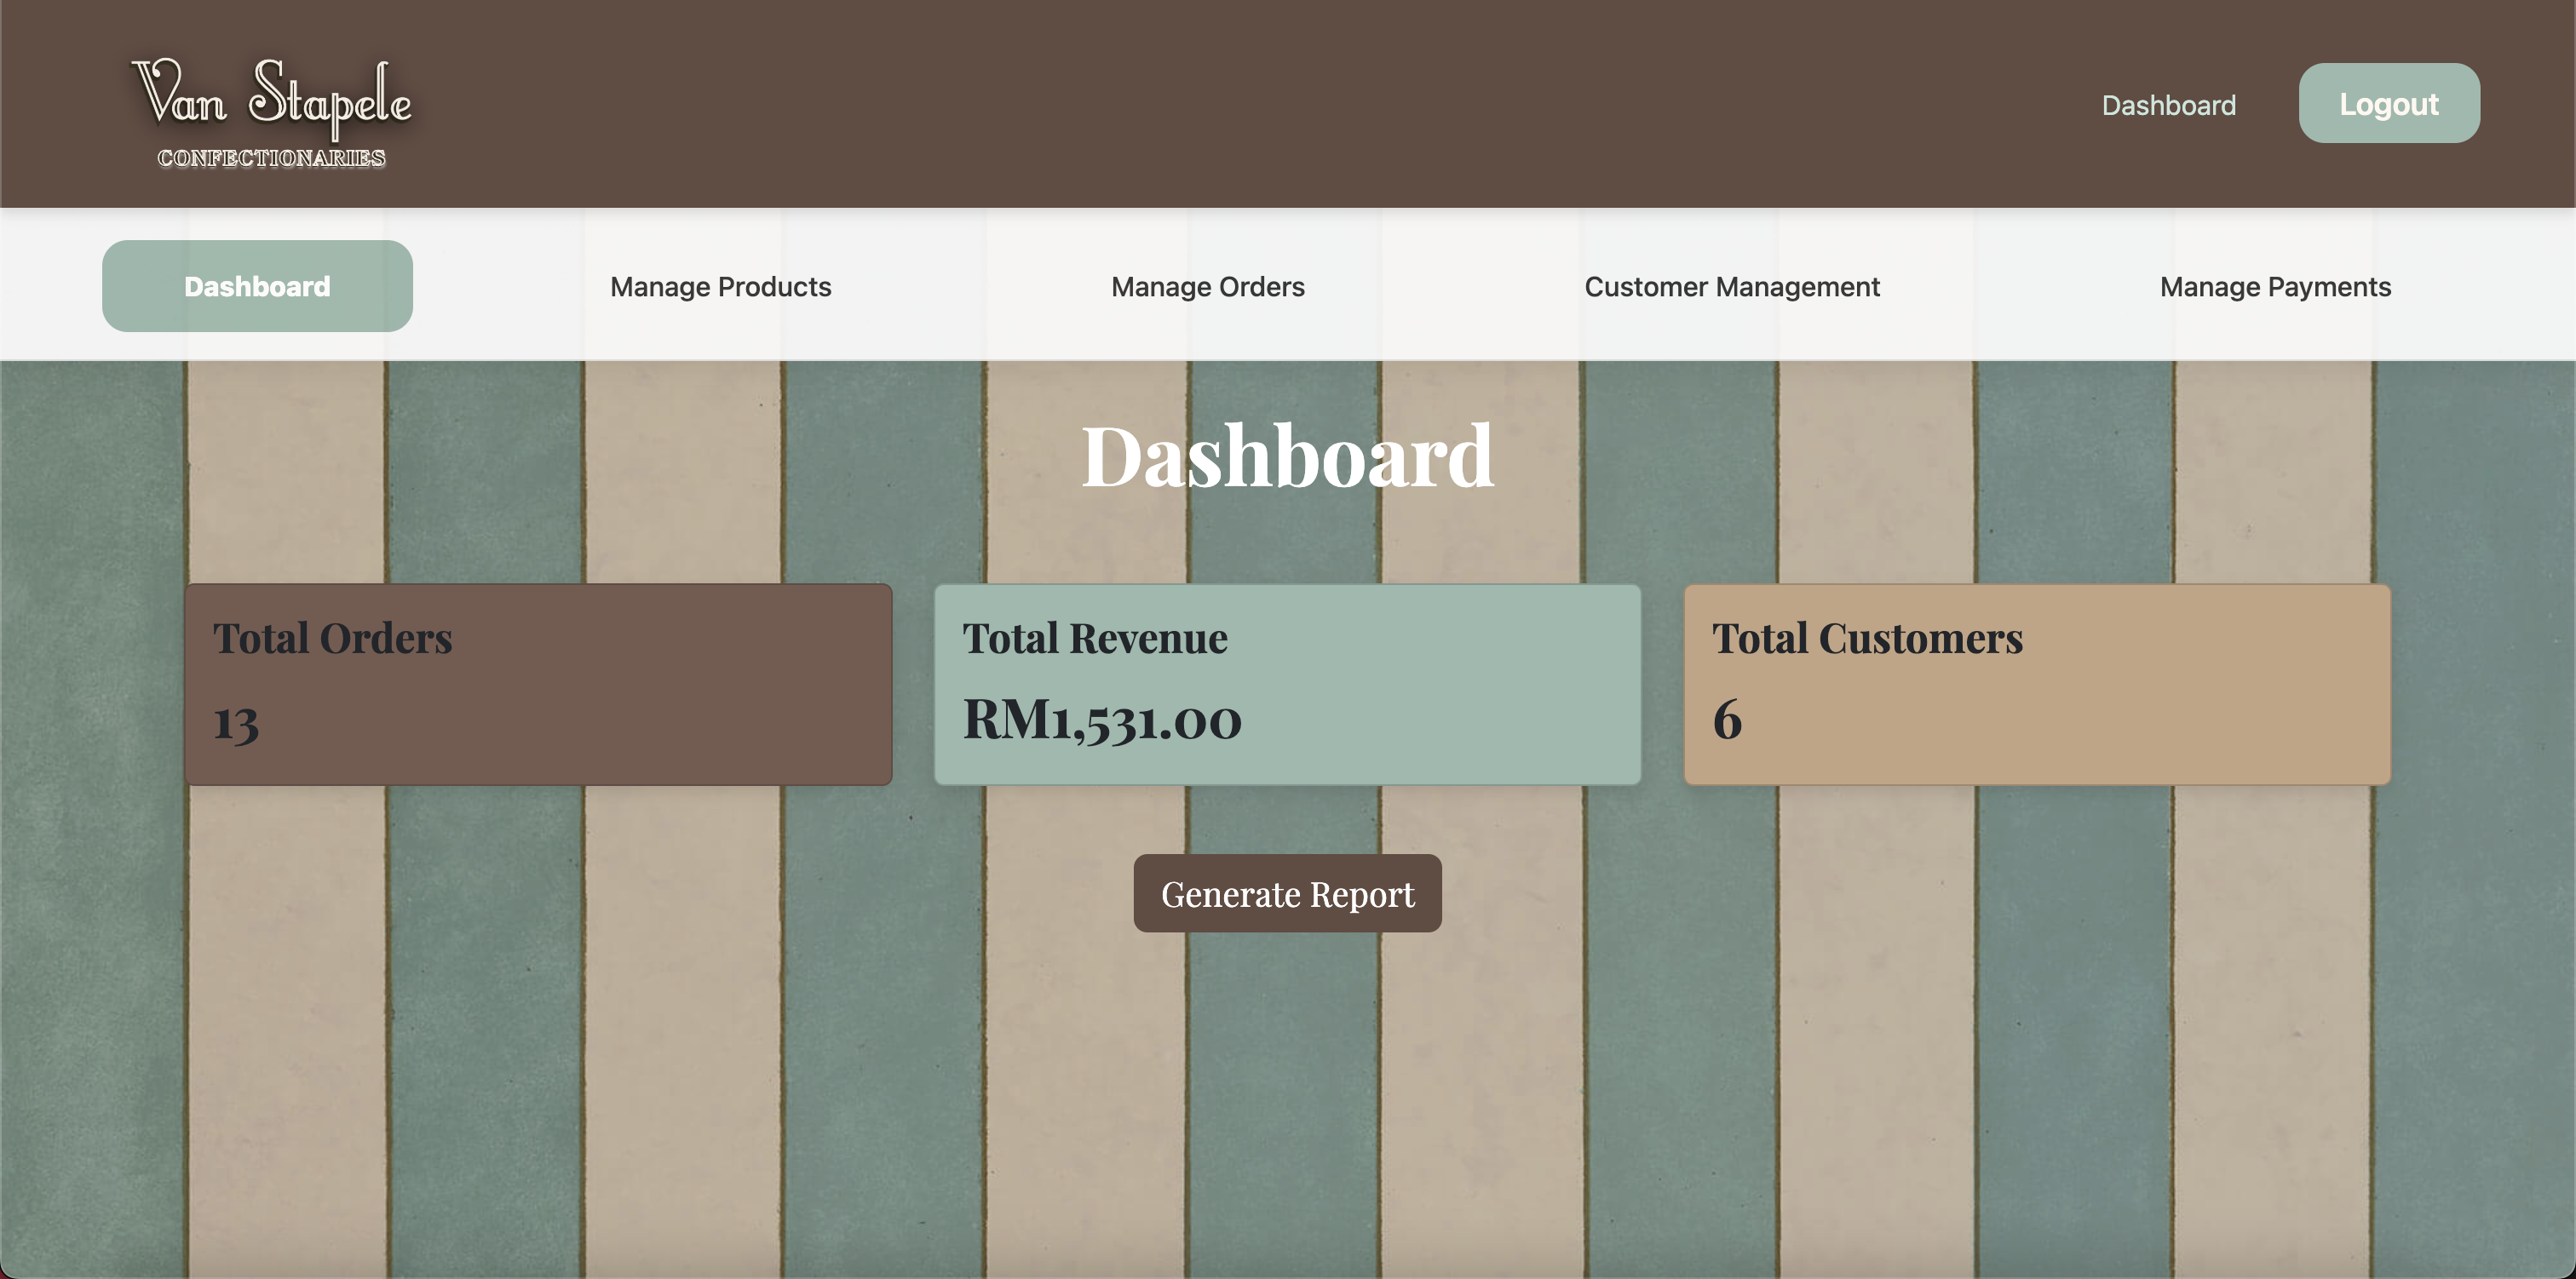 Van Stapele
CONFECTIONARIES
Dashboard
Logout
Dashboard
Manage Products
Manage Orders
Customer Management
Manage Payments
Dashboard
Total Orders
13
Total Revenue
RM1,531.00
Total Customers
6
Generate Report